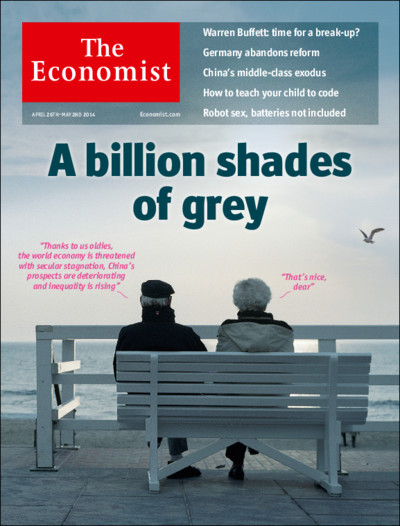 The
Economist
APRIL 26TH–MAY 2ND 2014
Economist.com
Warren Buffett: time for a break-up?
Germany abandons reform
China's middle-class exodus
How to teach your child to code
Robot sex, batteries not included
A billion shades
of grey
"Thanks to us oldies,
the world economy is threatened
with secular stagnation, China's
prospects are deteriorating
and inequality is rising"
"That's nice,
dear"